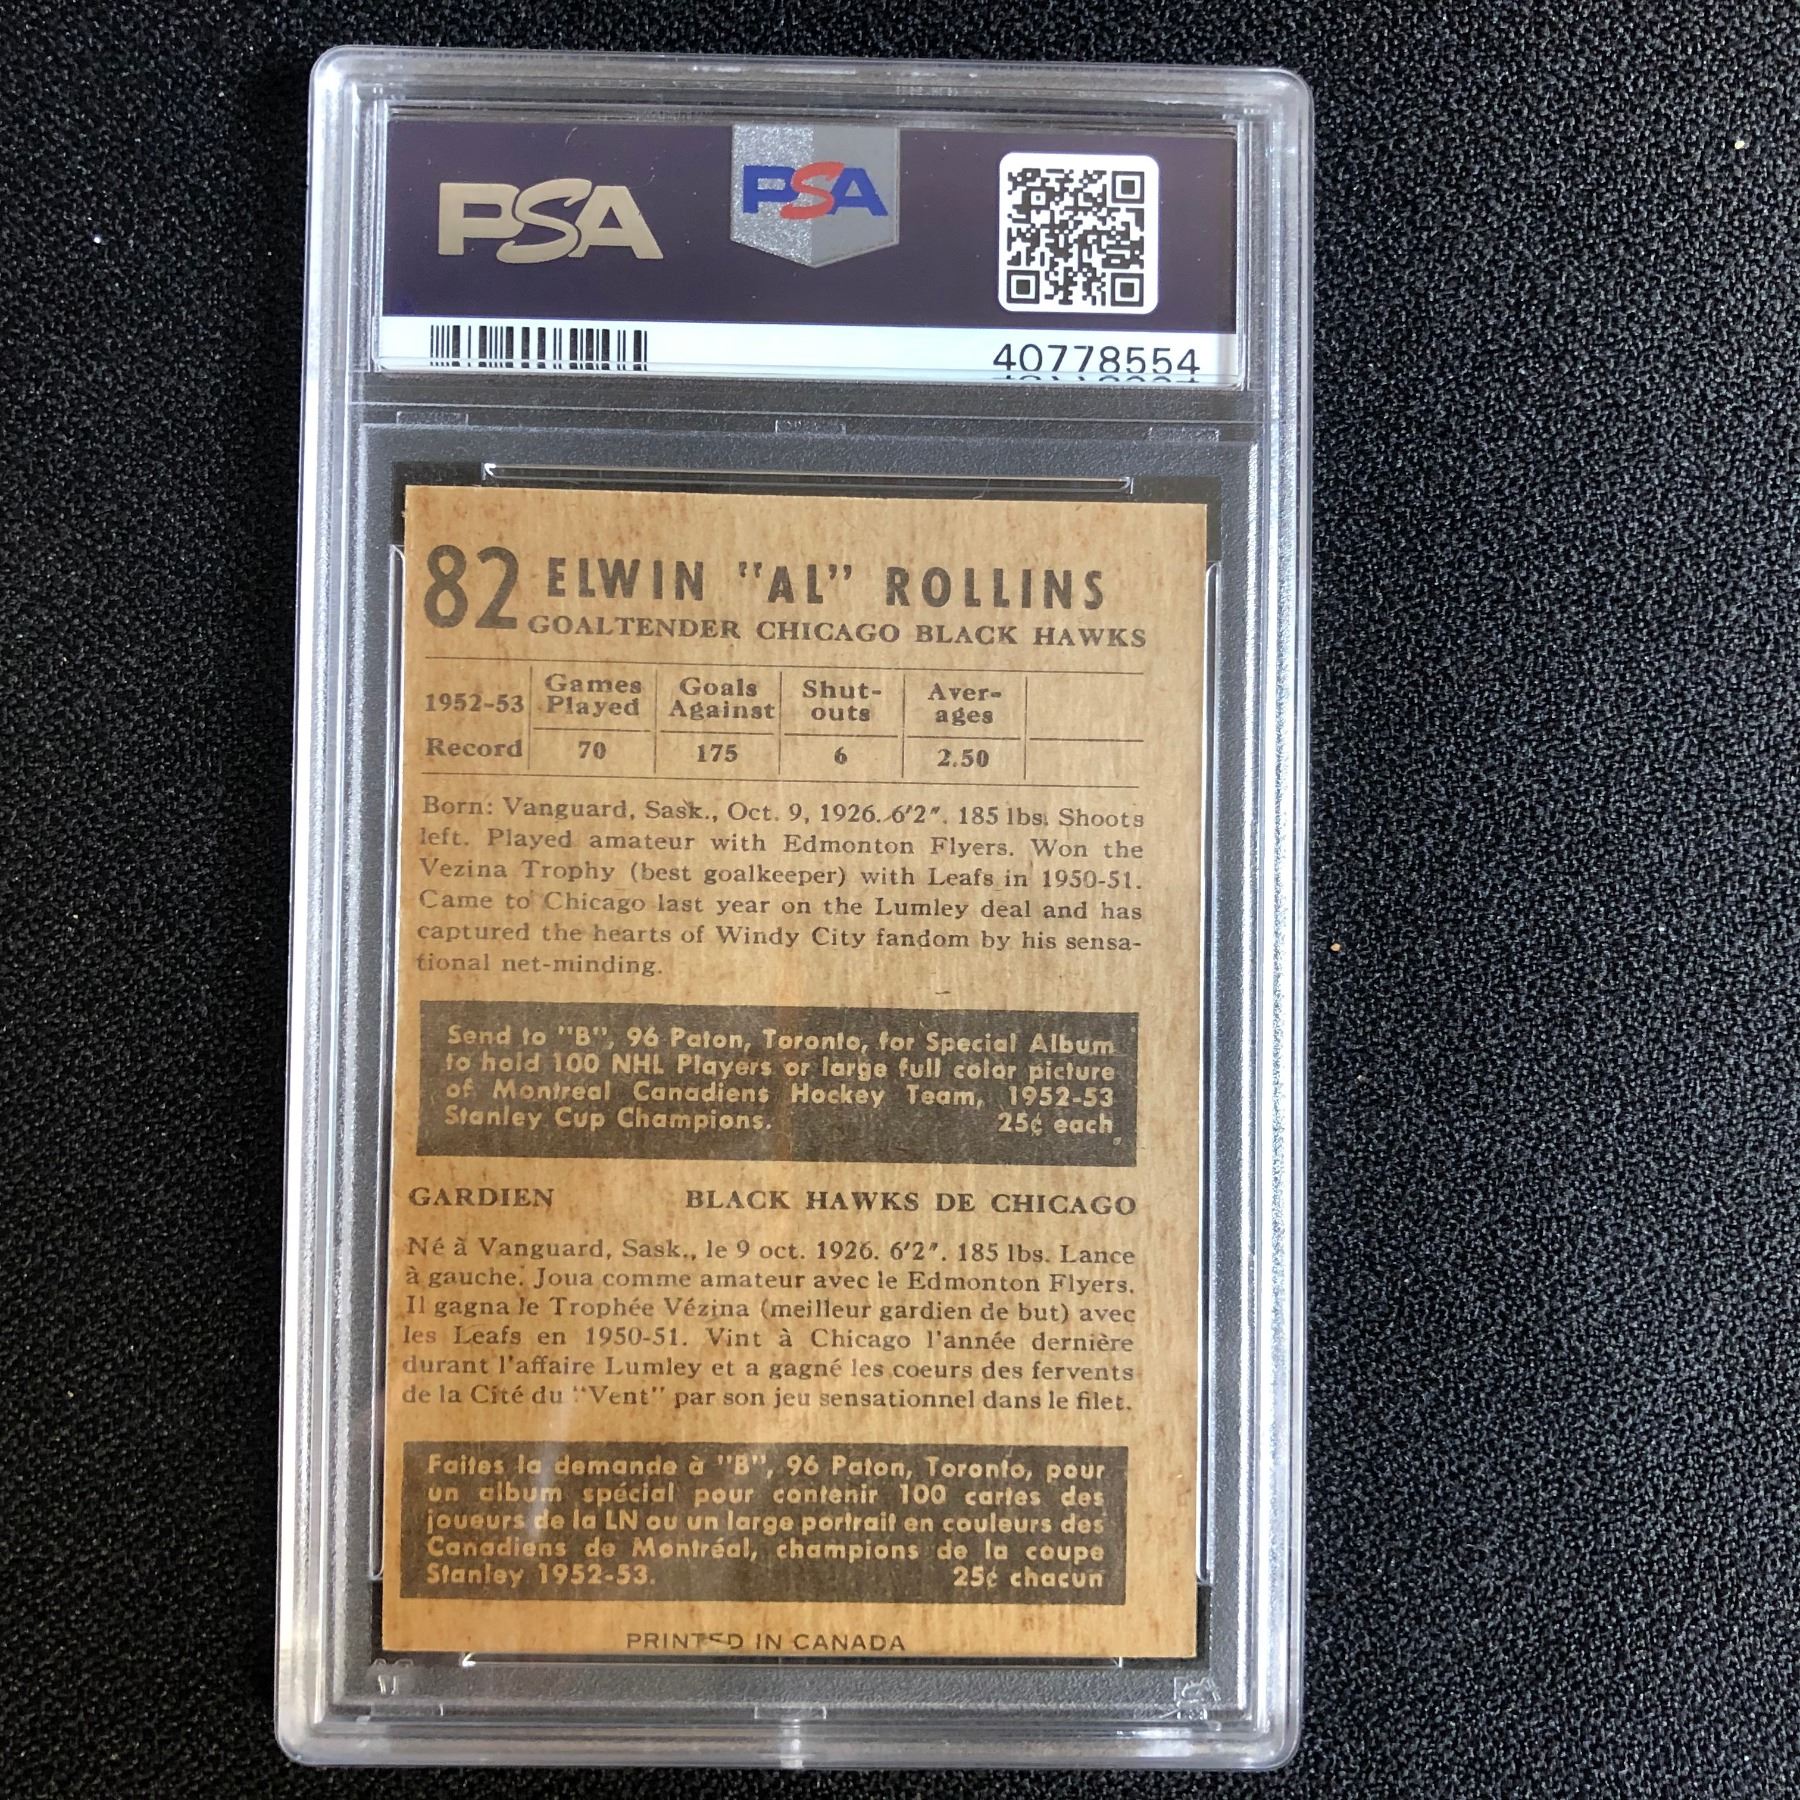 PSA
PSA
40778554
82 ELWIN "AL" ROLLINS
GOALTENDER CHICAGO BLACK HAWKS
1952-53 Games Played Goals Against Shut-outs Aver-ages
Record 70 175 6 2.50
Born: Vanguard, Sask., Oct. 9, 1926. 6'2". 185 lbs. Shoots
left. Played amateur with Edmonton Flyers. Won the
Vezina Trophy (best goalkeeper) with Leafs in 1950-51.
Came to Chicago last year on the Lumley deal and has
captured the hearts of Windy City fandom by his sensa-
tional net-minding.
Send to "B", 96 Paton, Toronto, for Special Album
to hold 100 NHL Players or large full color picture
of Montreal Canadiens Hockey Team, 1952-53
Stanley Cup Champions. 25¢ each
GARDIEN BLACK HAWKS DE CHICAGO
Né à Vanguard, Sask., le 9 oct. 1926. 6'2". 185 lbs. Lance
à gauche. Joua comme amateur avec le Edmonton Flyers.
Il gagna le Trophée Vézina (meilleur gardien de but) avec
les Leafs en 1950-51. Vint à Chicago l'année dernière
durant l'affaire Lumley et a gagné les coeurs des fervents
de la Cité du "Vent" par son jeu sensationnel dans le filet.
Faites la demande à "B", 96 Paton, Toronto, pour
un album spécial pour contenir 100 cartes des
joueurs de la LN ou un large portrait en couleurs des
Canadiens de Montréal, champions de la coupe
Stanley 1952-53. 25¢ chacun
PRINTED IN CANADA